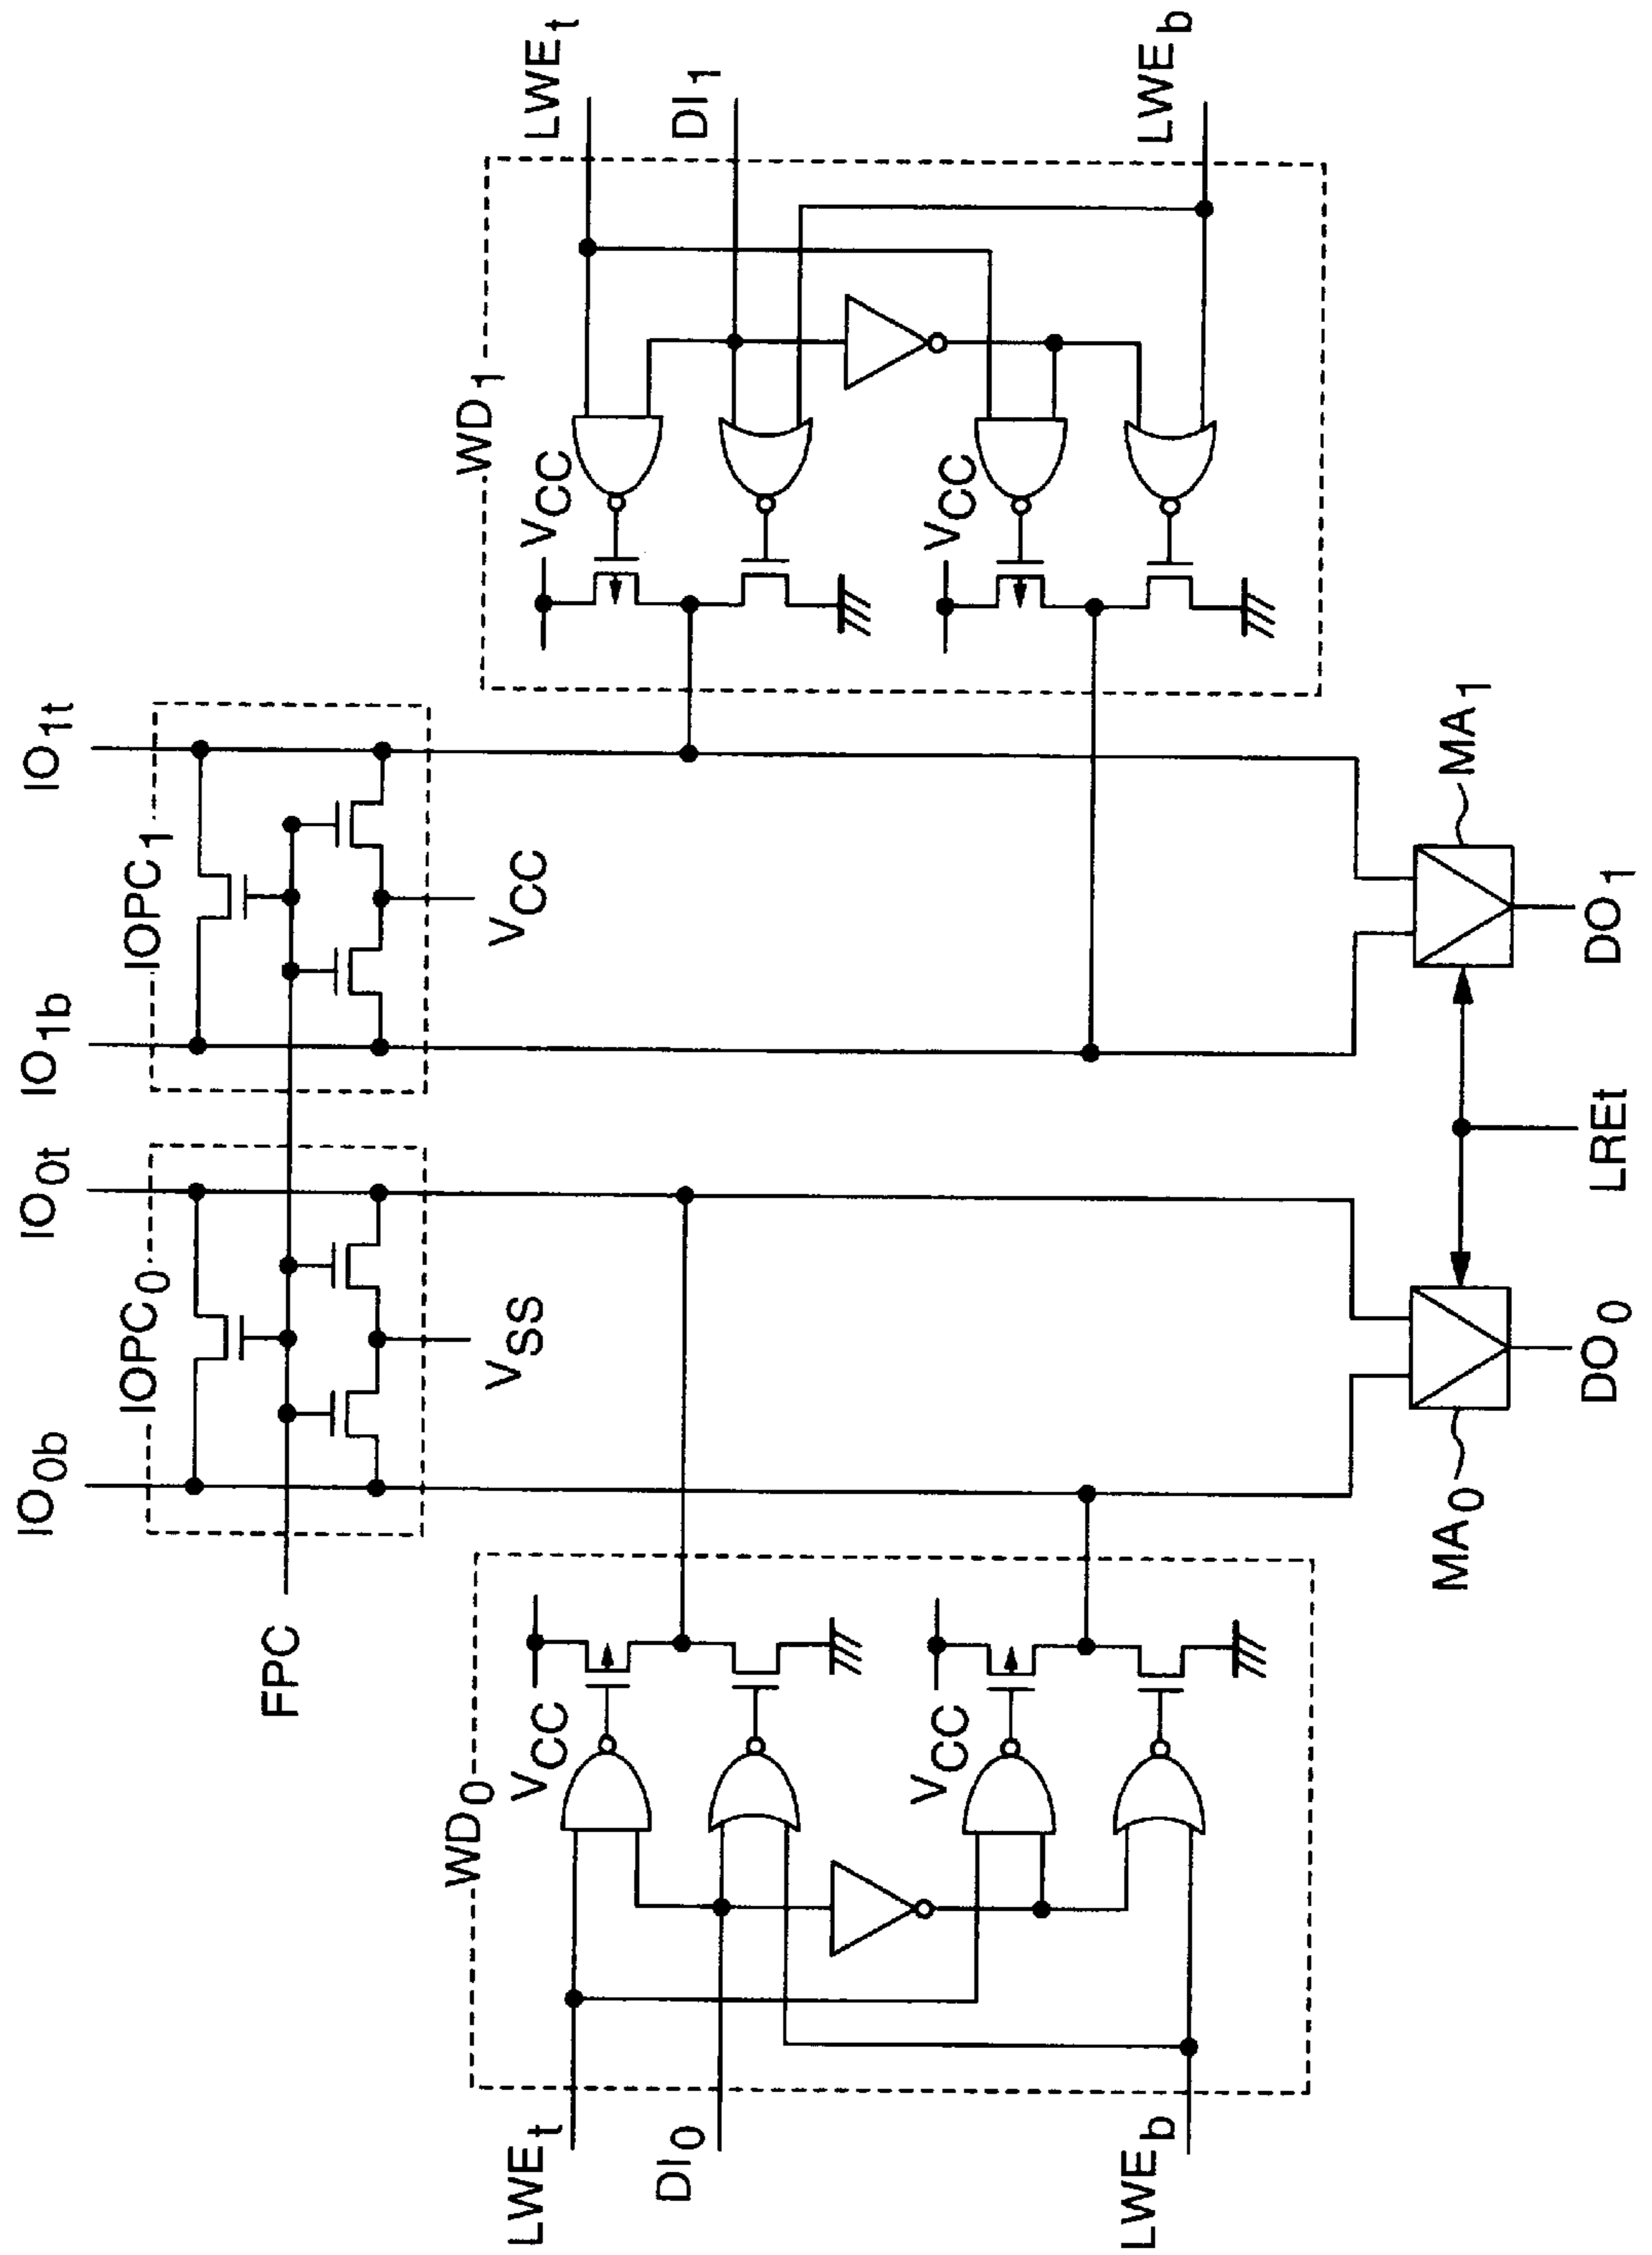 IO0b
IO0t
IO1b
IO1t
IOPC0
IOPC1
FPC
VSS
VCC
WD0
WD1
VCC
VCC
VCC
VCC
LWEt
DI0
LWEb
LWEt
DI1
LWEb
MA0
MA1
DO0
LREt
DO1